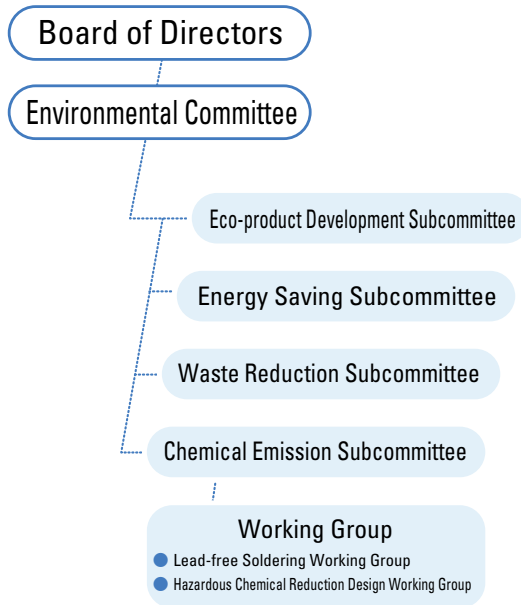 Board of Directors
Environmental Committee
Eco-product Development Subcommittee
Energy Saving Subcommittee
Waste Reduction Subcommittee
Chemical Emission Subcommittee
Working Group
● Lead-free Soldering Working Group
● Hazardous Chemical Reduction Design Working Group